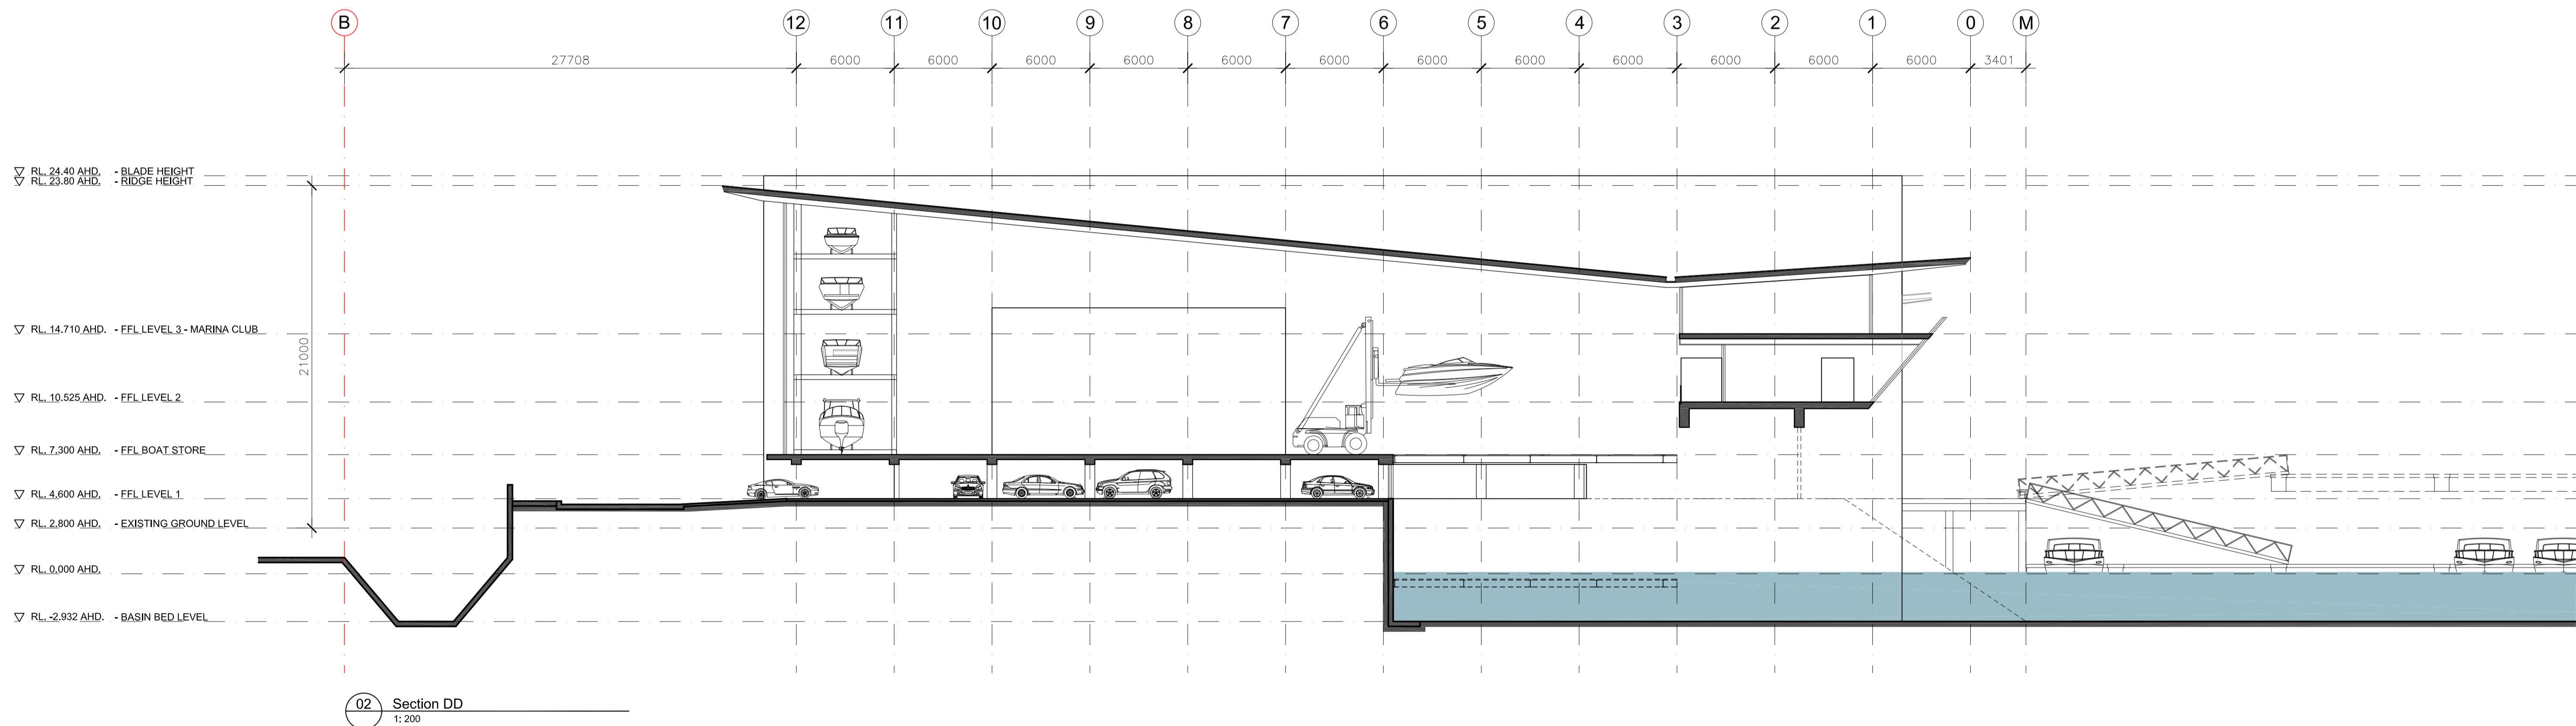 B 12 11 10 9 8 7 6 5 4 3 2 1 0 M
27708 6000 6000 6000 6000 6000 6000 6000 6000 6000 6000 6000 6000 3401
RL. 24.40 AHD. - BLADE HEIGHT
RL. 23.80 AHD. - RIDGE HEIGHT
RL. 14.710 AHD. - FFL LEVEL 3 - MARINA CLUB
21000
RL. 10.525 AHD. - FFL LEVEL 2
RL. 7.300 AHD. - FFL BOAT STORE
RL. 4.600 AHD. - FFL LEVEL 1
RL. 2.800 AHD. - EXISTING GROUND LEVEL
RL. 0.000 AHD.
RL. -2.932 AHD. - BASIN BED LEVEL
02 Section DD
1: 200